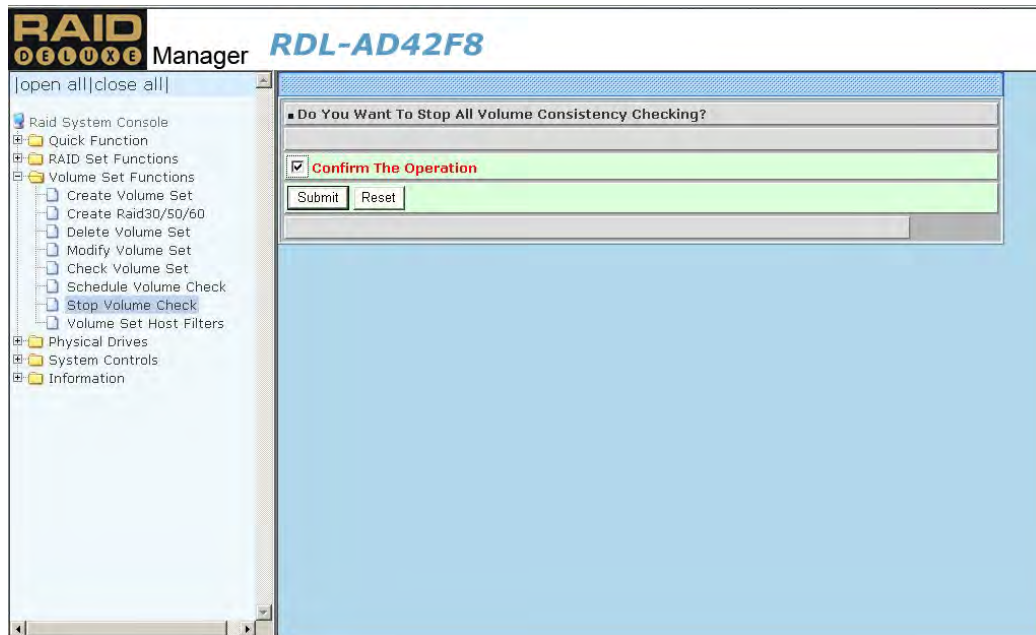 RAID
DELUXE Manager
RDL-AD42F8
|open all|close all|
Raid System Console
Quick Function
RAID Set Functions
Volume Set Functions
Create Volume Set
Create Raid30/50/60
Delete Volume Set
Modify Volume Set
Check Volume Set
Schedule Volume Check
Stop Volume Check
Volume Set Host Filters
Physical Drives
System Controls
Information
Do You Want To Stop All Volume Consistency Checking?
Confirm The Operation
Submit Reset